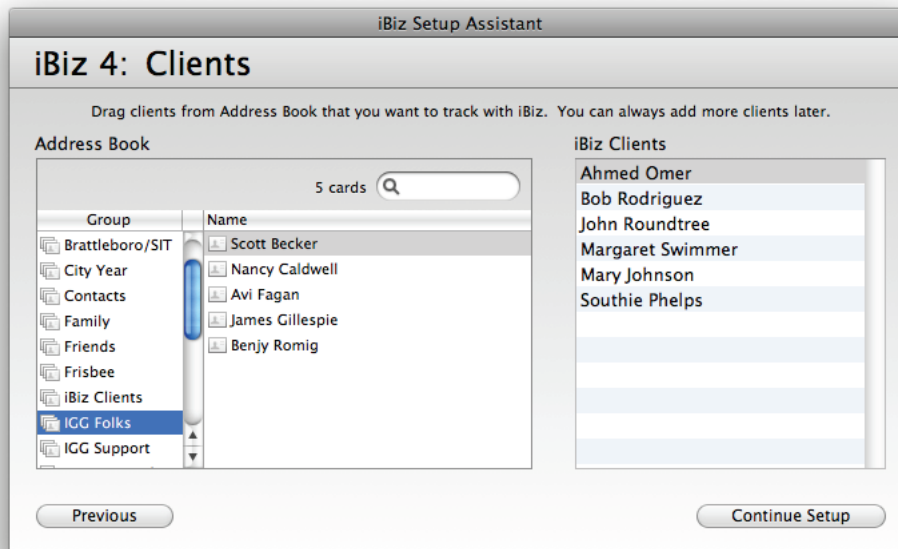 iBiz Setup Assistant
iBiz 4: Clients
Drag clients from Address Book that you want to track with iBiz. You can always add more clients later.
Address Book
5 cards
Group
Name
Brattleboro/SIT
City Year
Contacts
Family
Friends
Frisbee
iBiz Clients
IGG Folks
IGG Support
Scott Becker
Nancy Caldwell
Avi Fagan
James Gillespie
Benjy Romig
iBiz Clients
Ahmed Omer
Bob Rodriguez
John Roundtree
Margaret Swimmer
Mary Johnson
Southie Phelps
Previous
Continue Setup